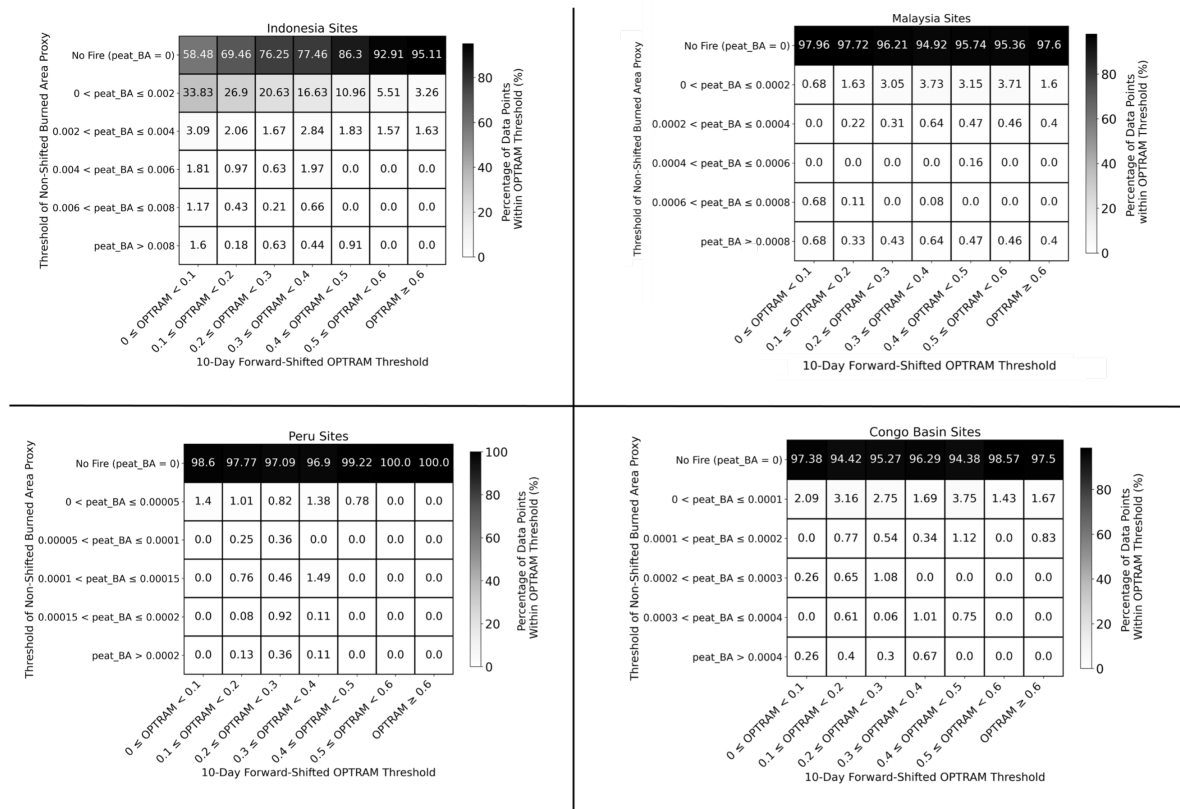 Indonesia Sites
Threshold of Non-Shifted Burned Area Proxy
No Fire (peat_BA = 0) 58.48 69.46 76.25 77.46 86.3 92.91 95.11
0 < peat_BA ≤ 0.002 33.83 26.9 20.63 16.63 10.96 5.51 3.26
0.002 < peat_BA ≤ 0.004 3.09 2.06 1.67 2.84 1.83 1.57 1.63
0.004 < peat_BA ≤ 0.006 1.81 0.97 0.63 1.97 0.0 0.0 0.0
0.006 < peat_BA ≤ 0.008 1.17 0.43 0.21 0.66 0.0 0.0 0.0
peat_BA > 0.008 1.6 0.18 0.63 0.44 0.91 0.0 0.0
0 ≤ OPTRAM < 0.1
0.1 ≤ OPTRAM < 0.2
0.2 ≤ OPTRAM < 0.3
0.3 ≤ OPTRAM < 0.4
0.4 ≤ OPTRAM < 0.5
0.5 ≤ OPTRAM < 0.6
OPTRAM ≥ 0.6
10-Day Forward-Shifted OPTRAM Threshold
80
60
40
20
0
Percentage of Data Points
Within OPTRAM Threshold (%)
Malaysia Sites
Threshold of Non-Shifted Burned Area Proxy
No Fire (peat_BA = 0) 97.96 97.72 96.21 94.92 95.74 95.36 97.6
0 < peat_BA ≤ 0.0002 0.68 1.63 3.05 3.73 3.15 3.71 1.6
0.0002 < peat_BA ≤ 0.0004 0.0 0.22 0.31 0.64 0.47 0.46 0.4
0.0004 < peat_BA ≤ 0.0006 0.0 0.0 0.0 0.0 0.16 0.0 0.0
0.0006 < peat_BA ≤ 0.0008 0.68 0.11 0.0 0.08 0.0 0.0 0.0
peat_BA > 0.0008 0.68 0.33 0.43 0.64 0.47 0.46 0.4
0 ≤ OPTRAM < 0.1
0.1 ≤ OPTRAM < 0.2
0.2 ≤ OPTRAM < 0.3
0.3 ≤ OPTRAM < 0.4
0.4 ≤ OPTRAM < 0.5
0.5 ≤ OPTRAM < 0.6
OPTRAM ≥ 0.6
10-Day Forward-Shifted OPTRAM Threshold
80
60
40
20
0
Percentage of Data Points
within OPTRAM Threshold (%)
Peru Sites
Threshold of Non-Shifted Burned Area Proxy
No Fire (peat_BA = 0) 98.6 97.77 97.09 96.9 99.22 100.0 100.0
0 < peat_BA ≤ 0.00005 1.4 1.01 0.82 1.38 0.78 0.0 0.0
0.00005 < peat_BA ≤ 0.0001 0.0 0.25 0.36 0.0 0.0 0.0 0.0
0.0001 < peat_BA ≤ 0.00015 0.0 0.76 0.46 1.49 0.0 0.0 0.0
0.00015 < peat_BA ≤ 0.0002 0.0 0.08 0.92 0.11 0.0 0.0 0.0
peat_BA > 0.0002 0.0 0.13 0.36 0.11 0.0 0.0 0.0
0 ≤ OPTRAM < 0.1
0.1 ≤ OPTRAM < 0.2
0.2 ≤ OPTRAM < 0.3
0.3 ≤ OPTRAM < 0.4
0.4 ≤ OPTRAM < 0.5
0.5 ≤ OPTRAM < 0.6
OPTRAM ≥ 0.6
10-Day Forward-Shifted OPTRAM Threshold
100
80
60
40
20
0
Percentage of Data Points
Within OPTRAM Threshold (%)
Congo Basin Sites
Threshold of Non-Shifted Burned Area Proxy
No Fire (peat_BA = 0) 97.38 94.42 95.27 96.29 94.38 98.57 97.5
0 < peat_BA ≤ 0.0001 2.09 3.16 2.75 1.69 3.75 1.43 1.67
0.0001 < peat_BA ≤ 0.0002 0.0 0.77 0.54 0.34 1.12 0.0 0.83
0.0002 < peat_BA ≤ 0.0003 0.26 0.65 1.08 0.0 0.0 0.0 0.0
0.0003 < peat_BA ≤ 0.0004 0.0 0.61 0.06 1.01 0.75 0.0 0.0
peat_BA > 0.0004 0.26 0.4 0.3 0.67 0.0 0.0 0.0
0 ≤ OPTRAM < 0.1
0.1 ≤ OPTRAM < 0.2
0.2 ≤ OPTRAM < 0.3
0.3 ≤ OPTRAM < 0.4
0.4 ≤ OPTRAM < 0.5
0.5 ≤ OPTRAM < 0.6
OPTRAM ≥ 0.6
10-Day Forward-Shifted OPTRAM Threshold
80
60
40
20
0
Percentage of Data Points
Within OPTRAM Threshold (%)